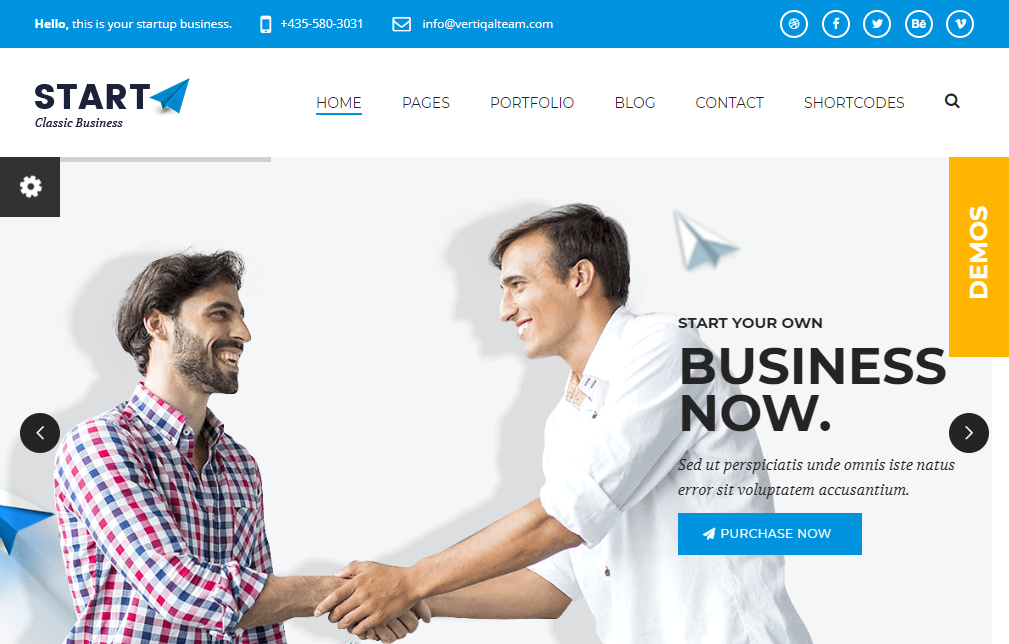 Hello, this is your startup business.
+435-580-3031
info@vertiqalteam.com
Bē
START
Classic Business
HOME
PAGES
PORTFOLIO
BLOG
CONTACT
SHORTCODES
DEMOS
START YOUR OWN
BUSINESS
NOW.
Sed ut perspiciatis unde omnis iste natus
error sit voluptatem accusantium.
PURCHASE NOW